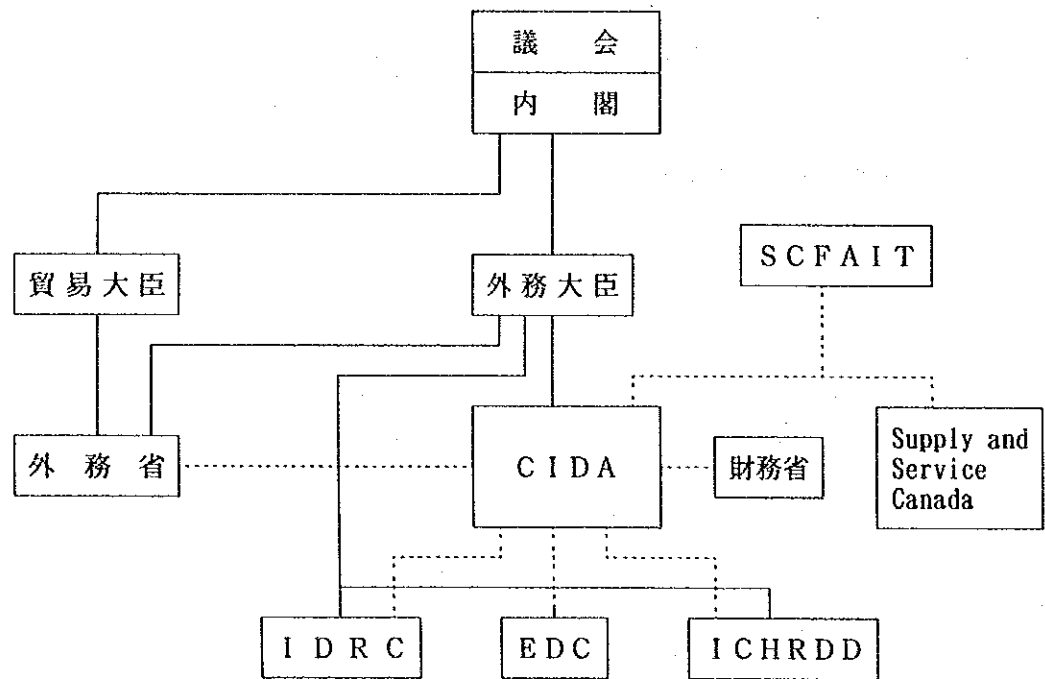 議会
内閣
SCFAIT
貿易大臣
外務大臣
外務省
CIDA
財務省
Supply and
Service
Canada
IDRC
EDC
ICHRDD